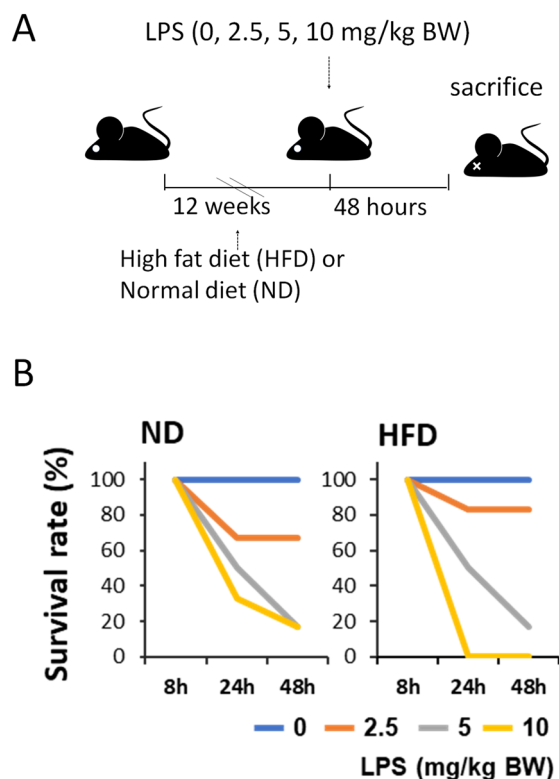 A
LPS (0, 2.5, 5, 10 mg/kg BW)
sacrifice
12 weeks
48 hours
High fat diet (HFD) or
Normal diet (ND)
B
ND
HFD
Survival rate (%)
100
80
60
40
20
0
8h 24h 48h
100
80
60
40
20
0
8h 24h 48h
0 2.5 5 10
LPS (mg/kg BW)